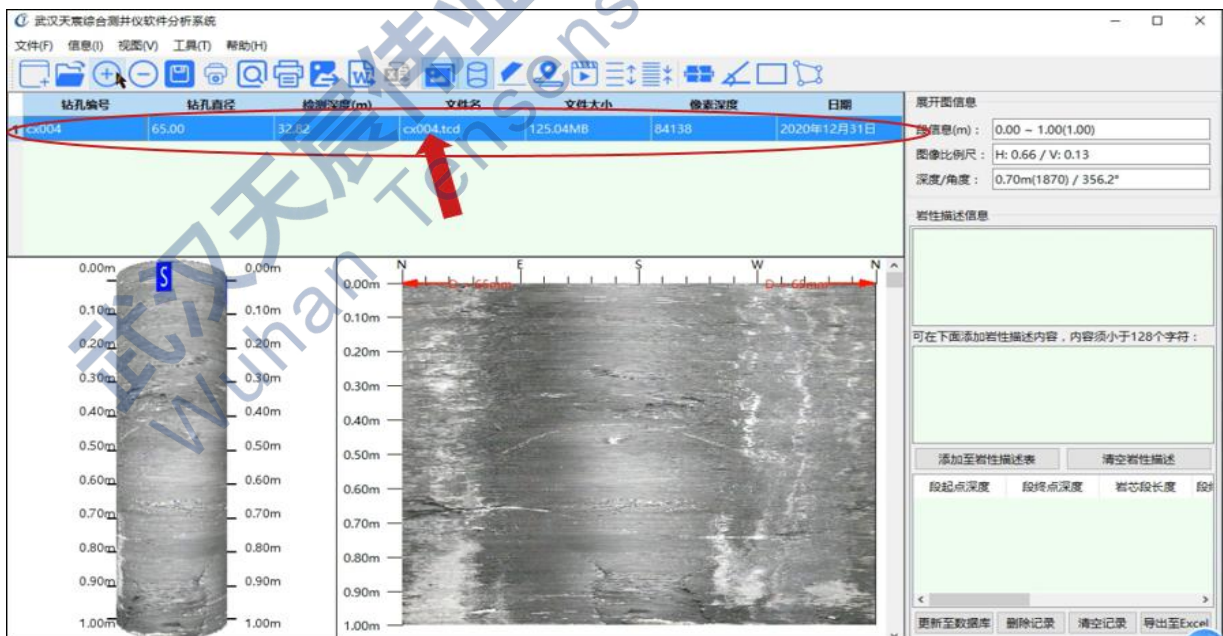 武汉天宸综合测井仪软件分析系统
文件(F) 信息(I) 视图(V) 工具(T) 帮助(H)
钻孔编号 钻孔直径 检测深度(m) 文件名 文件大小 像素深度 日期
1 cx004 65.00 32.82 cx004.tcd 125.04MB 84138 2020年12月31日
展开图信息
段信息(m)： 0.00 ~ 1.00(1.00)
图像比例尺： H: 0.66 / V: 0.13
深度/角度： 0.70m(1870) / 356.2°
岩性描述信息
可在下面添加岩性描述内容，内容须小于128个字符：
添加至岩性描述表 清空岩性描述
段起点深度 段终点深度 岩芯段长度
更新至数据库 删除记录 清空记录 导出至Excel
S
0.00m 0.00m
0.10m 0.10m
0.20m 0.20m
0.30m 0.30m
0.40m 0.40m
0.50m 0.50m
0.60m 0.60m
0.70m 0.70m
0.80m 0.80m
0.90m 0.90m
1.00m 1.00m
N E S W N
D = 65mm D = 65mm
0.00m
0.10m
0.20m
0.30m
0.40m
0.50m
0.60m
0.70m
0.80m
0.90m
1.00m
武汉天宸伟业
Wuhan Tensense